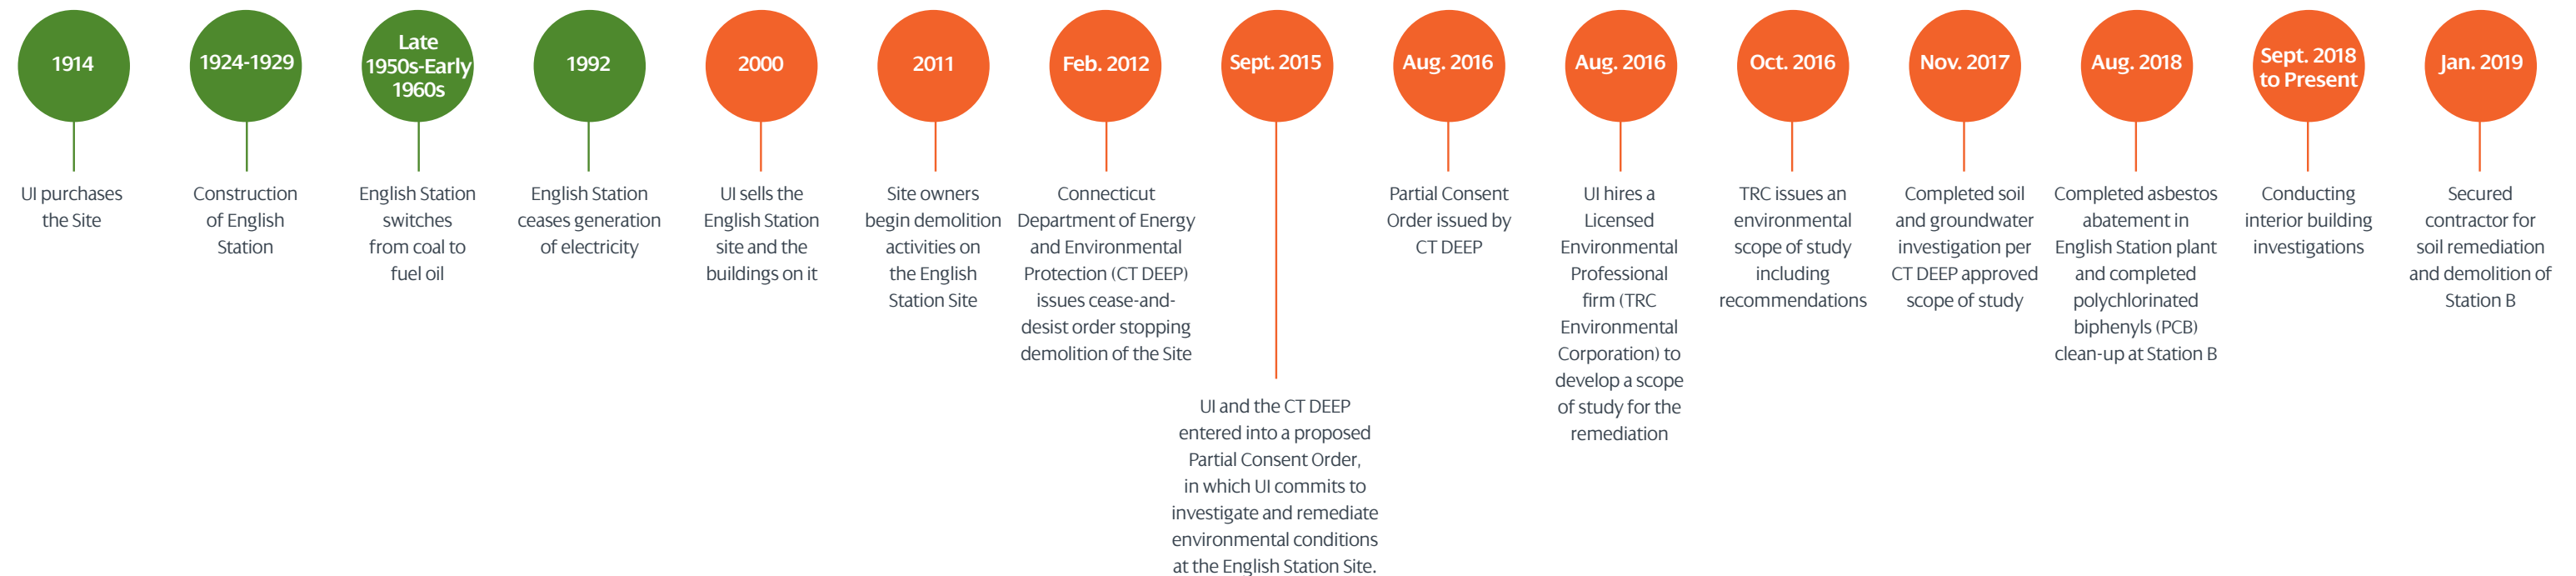 1914
UI purchases
the Site
1924-1929
Construction
of English
Station
Late
1950s-Early
1960s
English Station
switches
from coal to
fuel oil
1992
English Station
ceases generation
of electricity
2000
UI sells the
English Station
site and the
buildings on it
2011
Site owners
begin demolition
activities on
the English
Station Site
Feb. 2012
Connecticut
Department of Energy
and Environmental
Protection (CT DEEP)
issues cease-and-
desist order stopping
demolition of the Site
Sept. 2015
UI and the CT DEEP
entered into a proposed
Partial Consent Order,
in which UI commits to
investigate and remediate
environmental conditions
at the English Station Site.
Aug. 2016
Partial Consent
Order issued by
CT DEEP
Aug. 2016
UI hires a
Licensed
Environmental
Professional
firm (TRC
Environmental
Corporation) to
develop a scope
of study for the
remediation
Oct. 2016
TRC issues an
environmental
scope of study
including
recommendations
Nov. 2017
Completed soil
and groundwater
investigation per
CT DEEP approved
scope of study
Aug. 2018
Completed asbestos
abatement in
English Station plant
and completed
polychlorinated
biphenyls (PCB)
clean-up at Station B
Sept. 2018
to Present
Conducting
interior building
investigations
Jan. 2019
Secured
contractor for
soil remediation
and demolition of
Station B